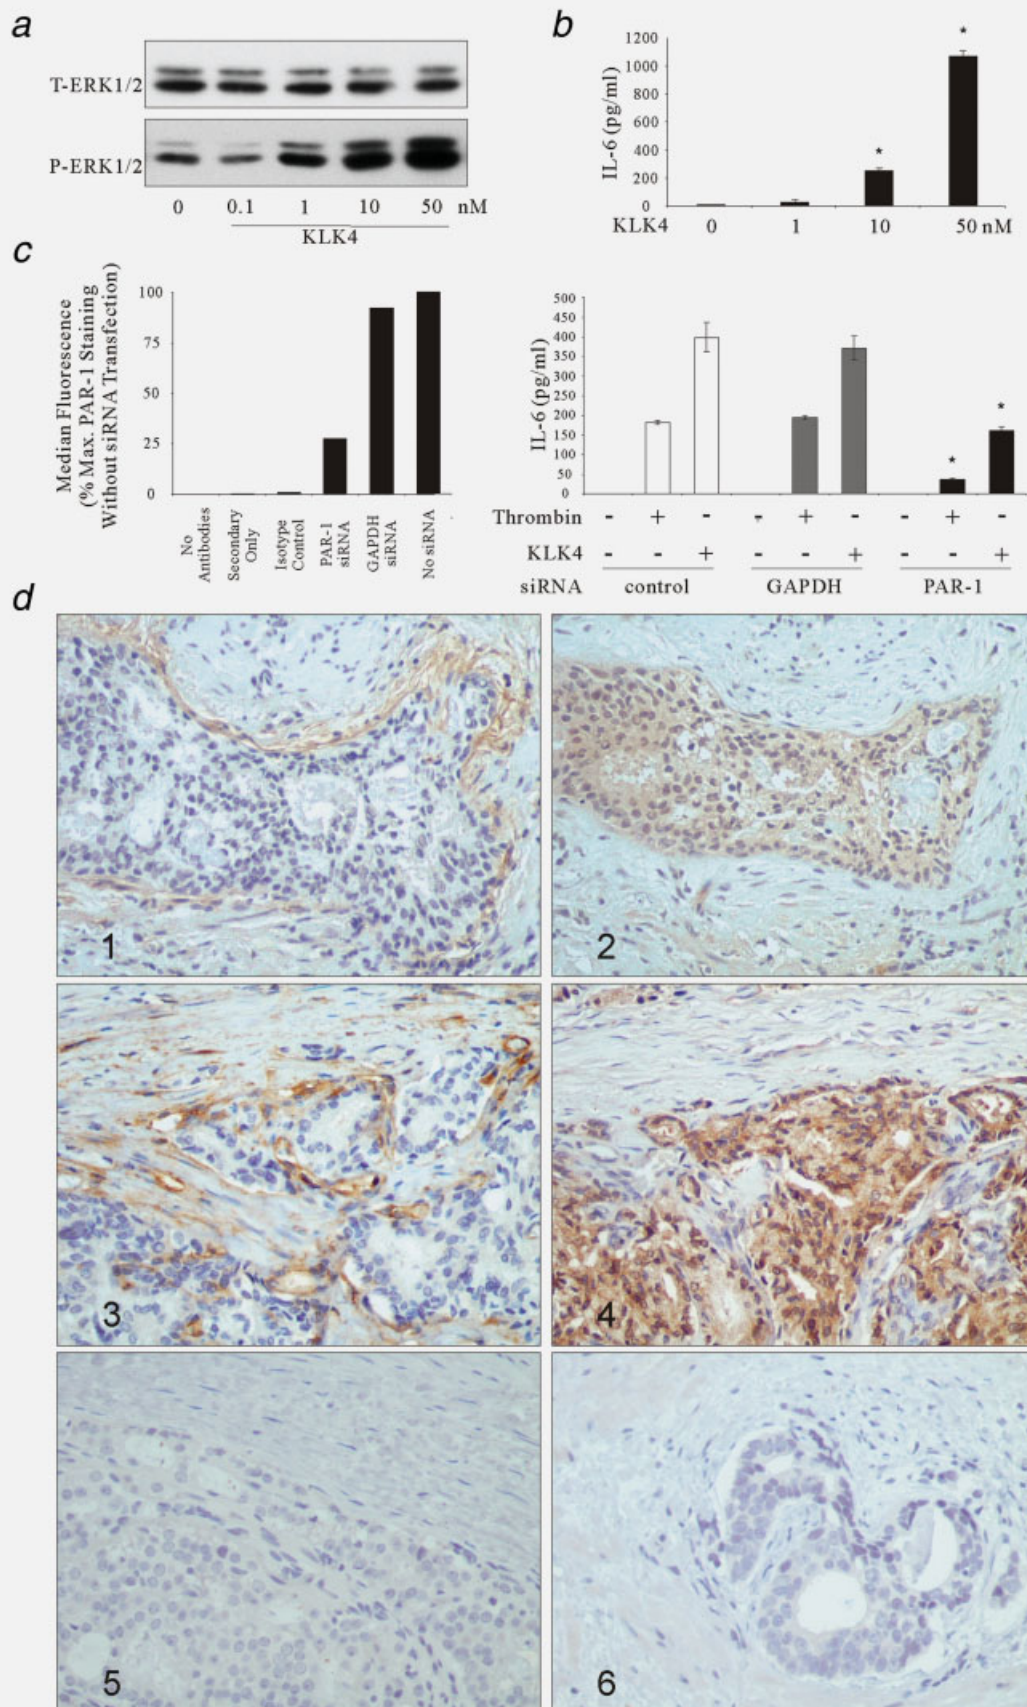 a
T-ERK1/2
P-ERK1/2
0 0.1 1 10 50 nM
KLK4
b
IL-6 (pg/ml)
1200
1000
800
600
400
200
0
*
*
KLK4 0 1 10 50 nM
c
Median Fluorescence
(% Max. PAR-1 Staining
Without siRNA Transfection)
100
75
50
25
0
No
Antibodies
Secondary
Only
Isotype
Control
PAR-1
siRNA
GAPDH
siRNA
No siRNA
IL-6 (pg/ml)
500
450
400
350
300
250
200
150
100
50
0
*
*
Thrombin - + - - + - - + -
KLK4 - - + - - + - - +
siRNA control GAPDH PAR-1
d
1
2
3
4
5
6